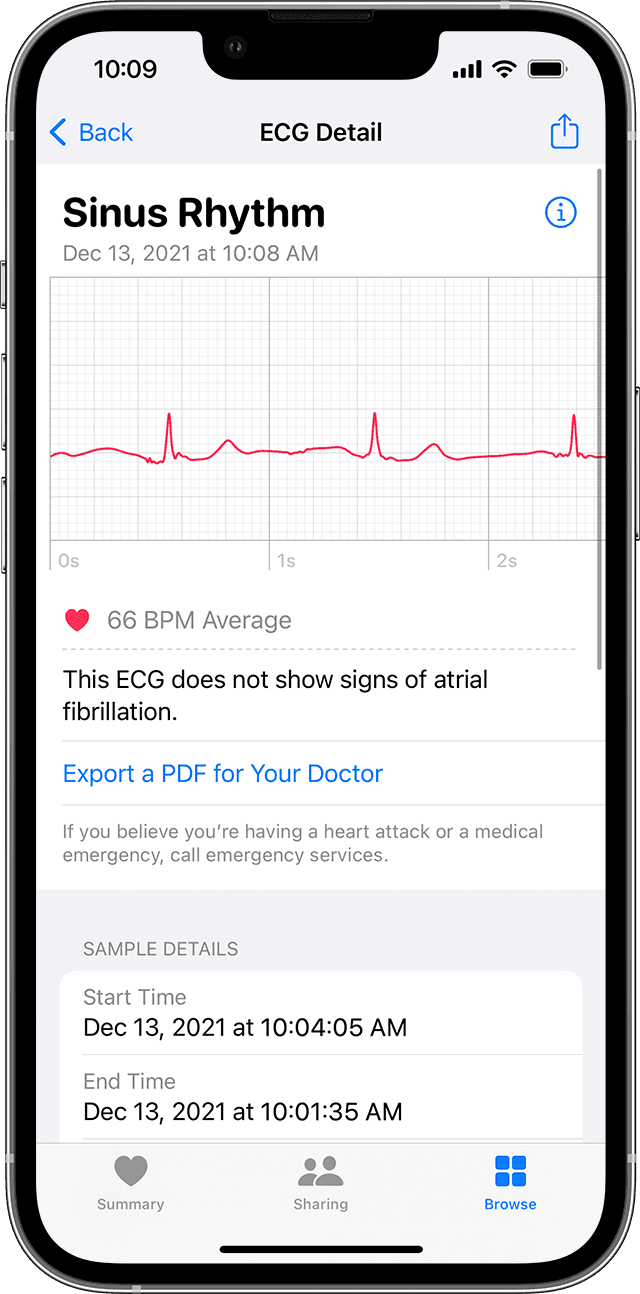 10:09
Back
ECG Detail
Sinus Rhythm
Dec 13, 2021 at 10:08 AM
0s
1s
2s
66 BPM Average
This ECG does not show signs of atrial
fibrillation.
Export a PDF for Your Doctor
If you believe you’re having a heart attack or a medical
emergency, call emergency services.
SAMPLE DETAILS
Start Time
Dec 13, 2021 at 10:04:05 AM
End Time
Dec 13, 2021 at 10:01:35 AM
Summary
Sharing
Browse